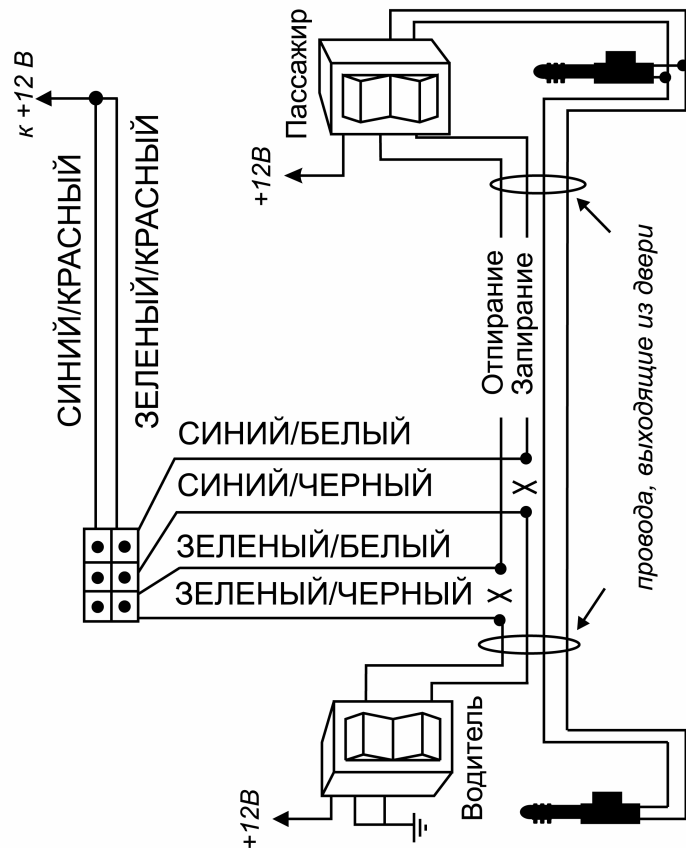 к +12 В
Пассажир
+12В
СИНИЙ/КРАСНЫЙ
ЗЕЛЕНЫЙ/КРАСНЫЙ
Отпирание
Запирание
провода, выходящие из двери
СИНИЙ/БЕЛЫЙ
СИНИЙ/ЧЕРНЫЙ
ЗЕЛЕНЫЙ/БЕЛЫЙ
ЗЕЛЕНЫЙ/ЧЕРНЫЙ
Водитель
+12В